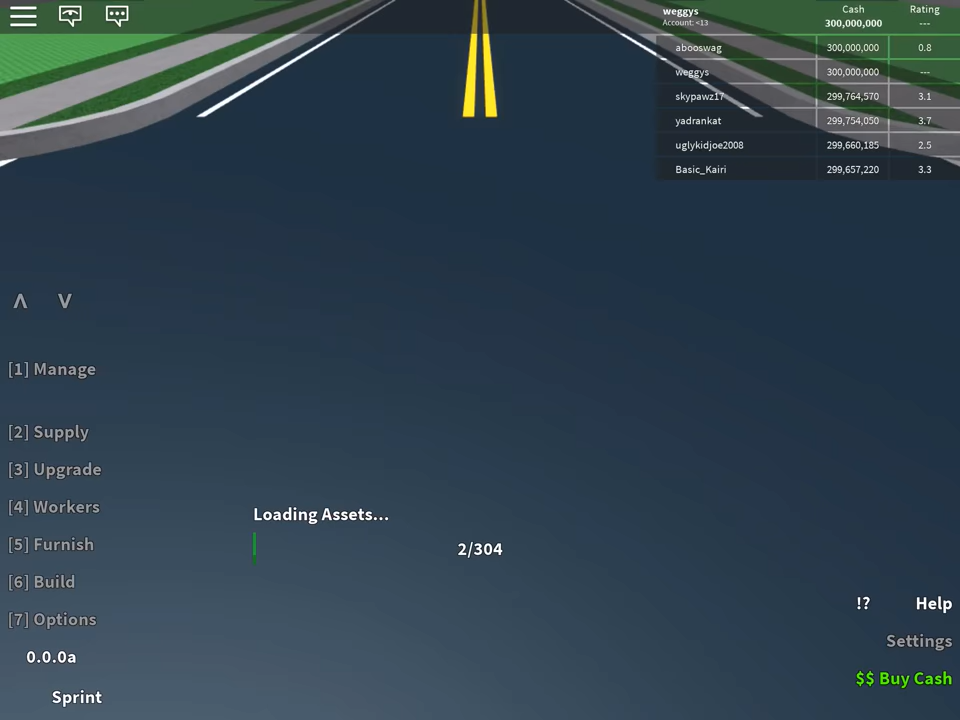 weggys Cash Rating
Account: <13 300,000,000 ---
abooswag 300,000,000 0.8
weggys 300,000,000 ---
skypawz17 299,764,570 3.1
yadrankat 299,754,050 3.7
uglykidjoe2008 299,660,185 2.5
Basic_Kairi 299,657,220 3.3
[1] Manage
[2] Supply
[3] Upgrade
[4] Workers
[5] Furnish
[6] Build
[7] Options
0.0.0a
Sprint
Loading Assets...
2/304
!? Help
Settings
$$ Buy Cash